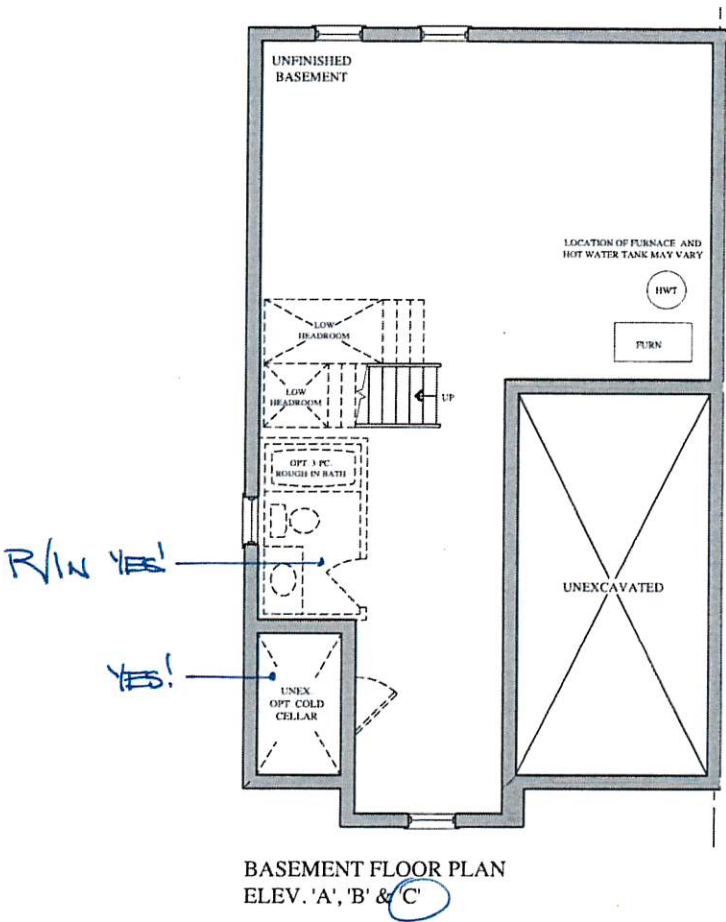 UNFINISHED
BASEMENT
LOCATION OF FURNACE AND
HOT WATER TANK MAY VARY
HWT
FURN
LOW
HEADROOM
LOW
HEADROOM
UP
OPT 3 PC.
ROUGH IN BATH
R/IN YES!
UNEXCAVATED
YES!
UNEX.
OPT COLD
CELLAR
BASEMENT FLOOR PLAN
ELEV. 'A', 'B' & 'C'